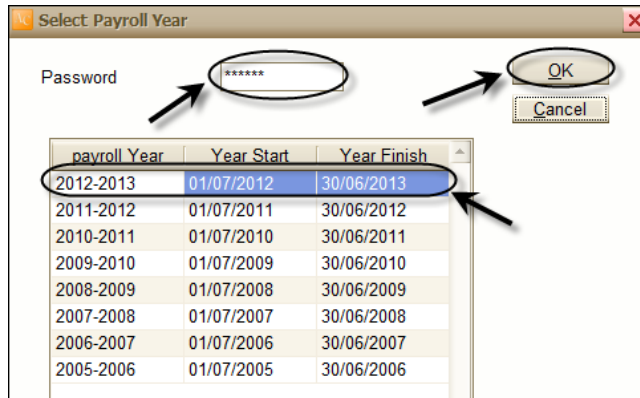 Select Payroll Year
Password ****** OK
Cancel
payroll Year Year Start Year Finish
2012-2013 01/07/2012 30/06/2013
2011-2012 01/07/2011 30/06/2012
2010-2011 01/07/2010 30/06/2011
2009-2010 01/07/2009 30/06/2010
2008-2009 01/07/2008 30/06/2009
2007-2008 01/07/2007 30/06/2008
2006-2007 01/07/2006 30/06/2007
2005-2006 01/07/2005 30/06/2006